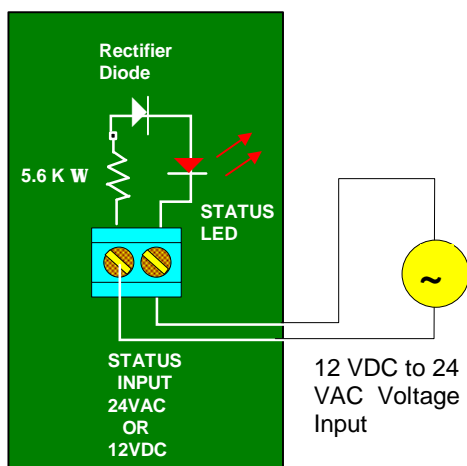 Rectifier
Diode
5.6 K W
STATUS
LED
~
STATUS
INPUT
24VAC
OR
12VDC
12 VDC to 24
VAC Voltage
Input